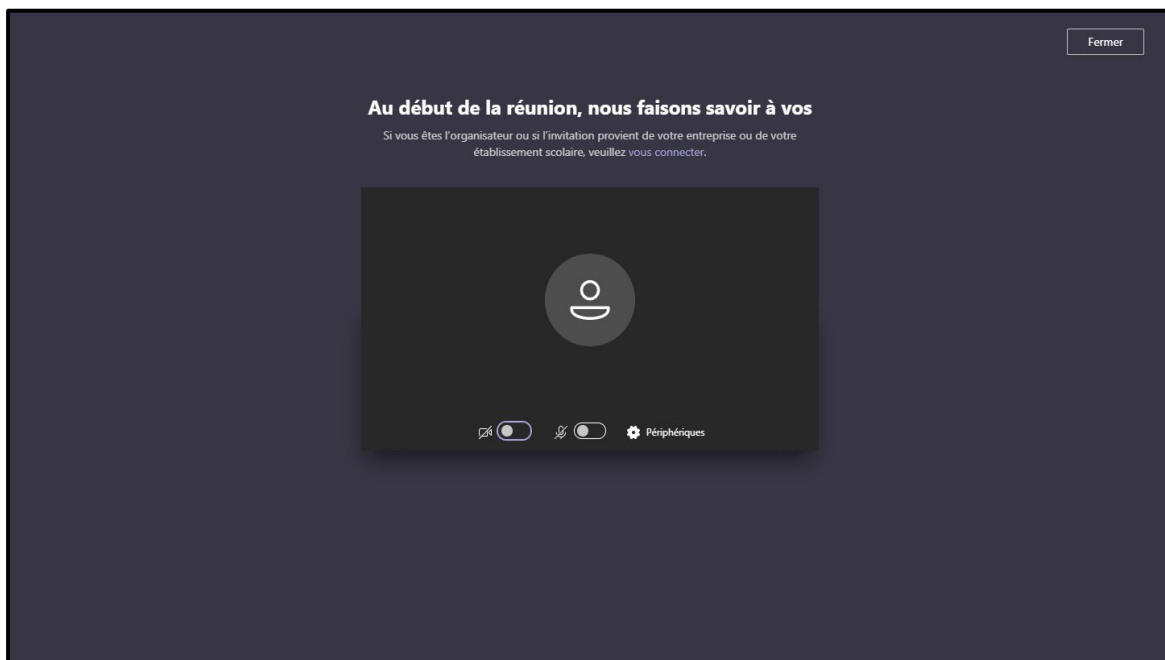 Fermer
Au début de la réunion, nous faisons savoir à vos
Si vous êtes l'organisateur ou si l'invitation provient de votre entreprise ou de votre
établissement scolaire, veuillez vous connecter.
Périphériques